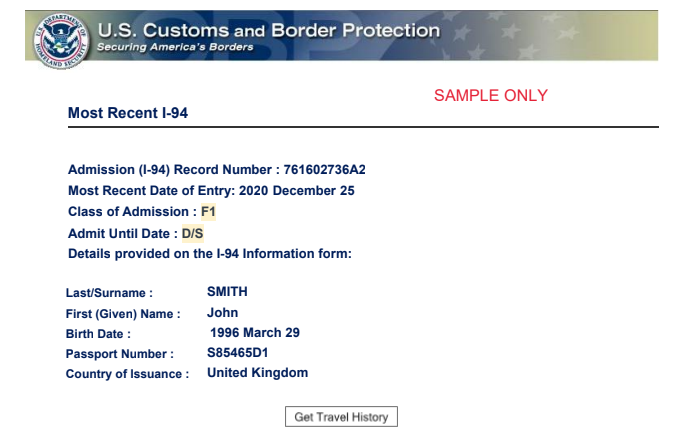 U.S. Customs and Border Protection
Securing America's Borders
SAMPLE ONLY
Most Recent I-94
Admission (I-94) Record Number : 761602736A2
Most Recent Date of Entry: 2020 December 25
Class of Admission : F1
Admit Until Date : D/S
Details provided on the I-94 Information form:
Last/Surname : SMITH
First (Given) Name : John
Birth Date : 1996 March 29
Passport Number : S85465D1
Country of Issuance : United Kingdom
Get Travel History